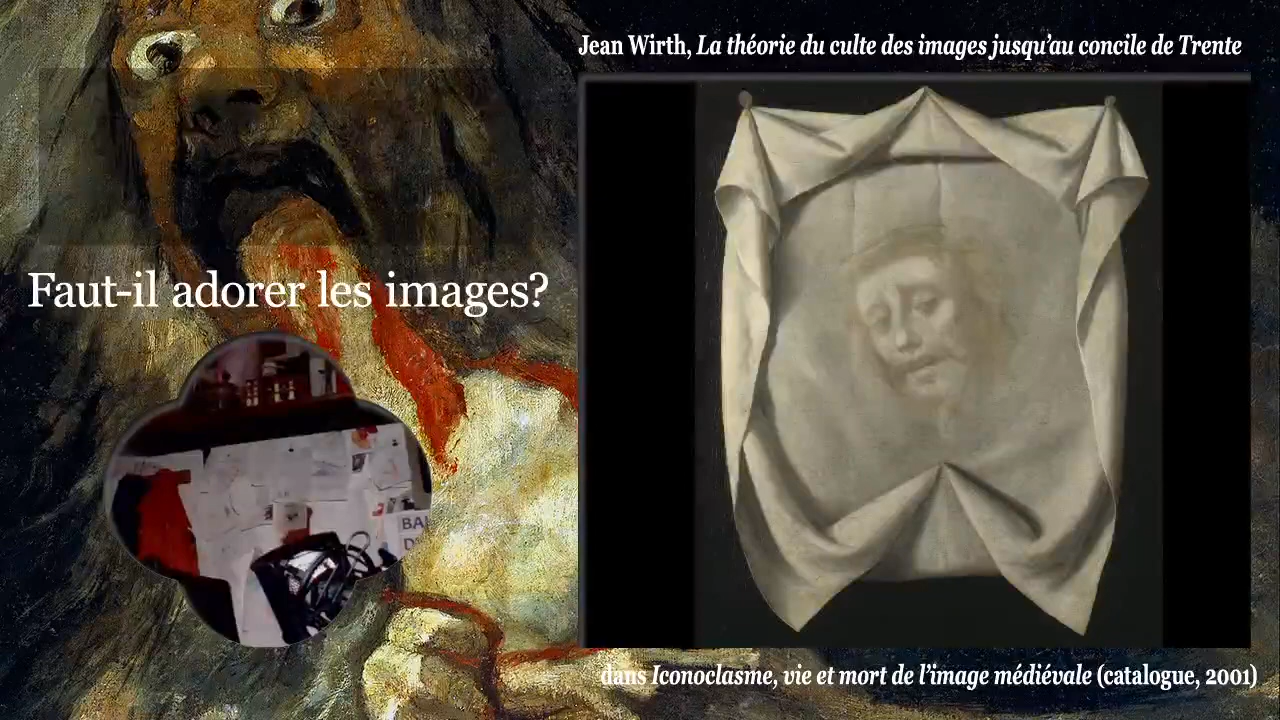 Jean Wirth, La théorie du culte des images jusqu'au concile de Trente
Faut-il adorer les images?
dans Iconoclasme, vie et mort de l'image médiévale (catalogue, 2001)